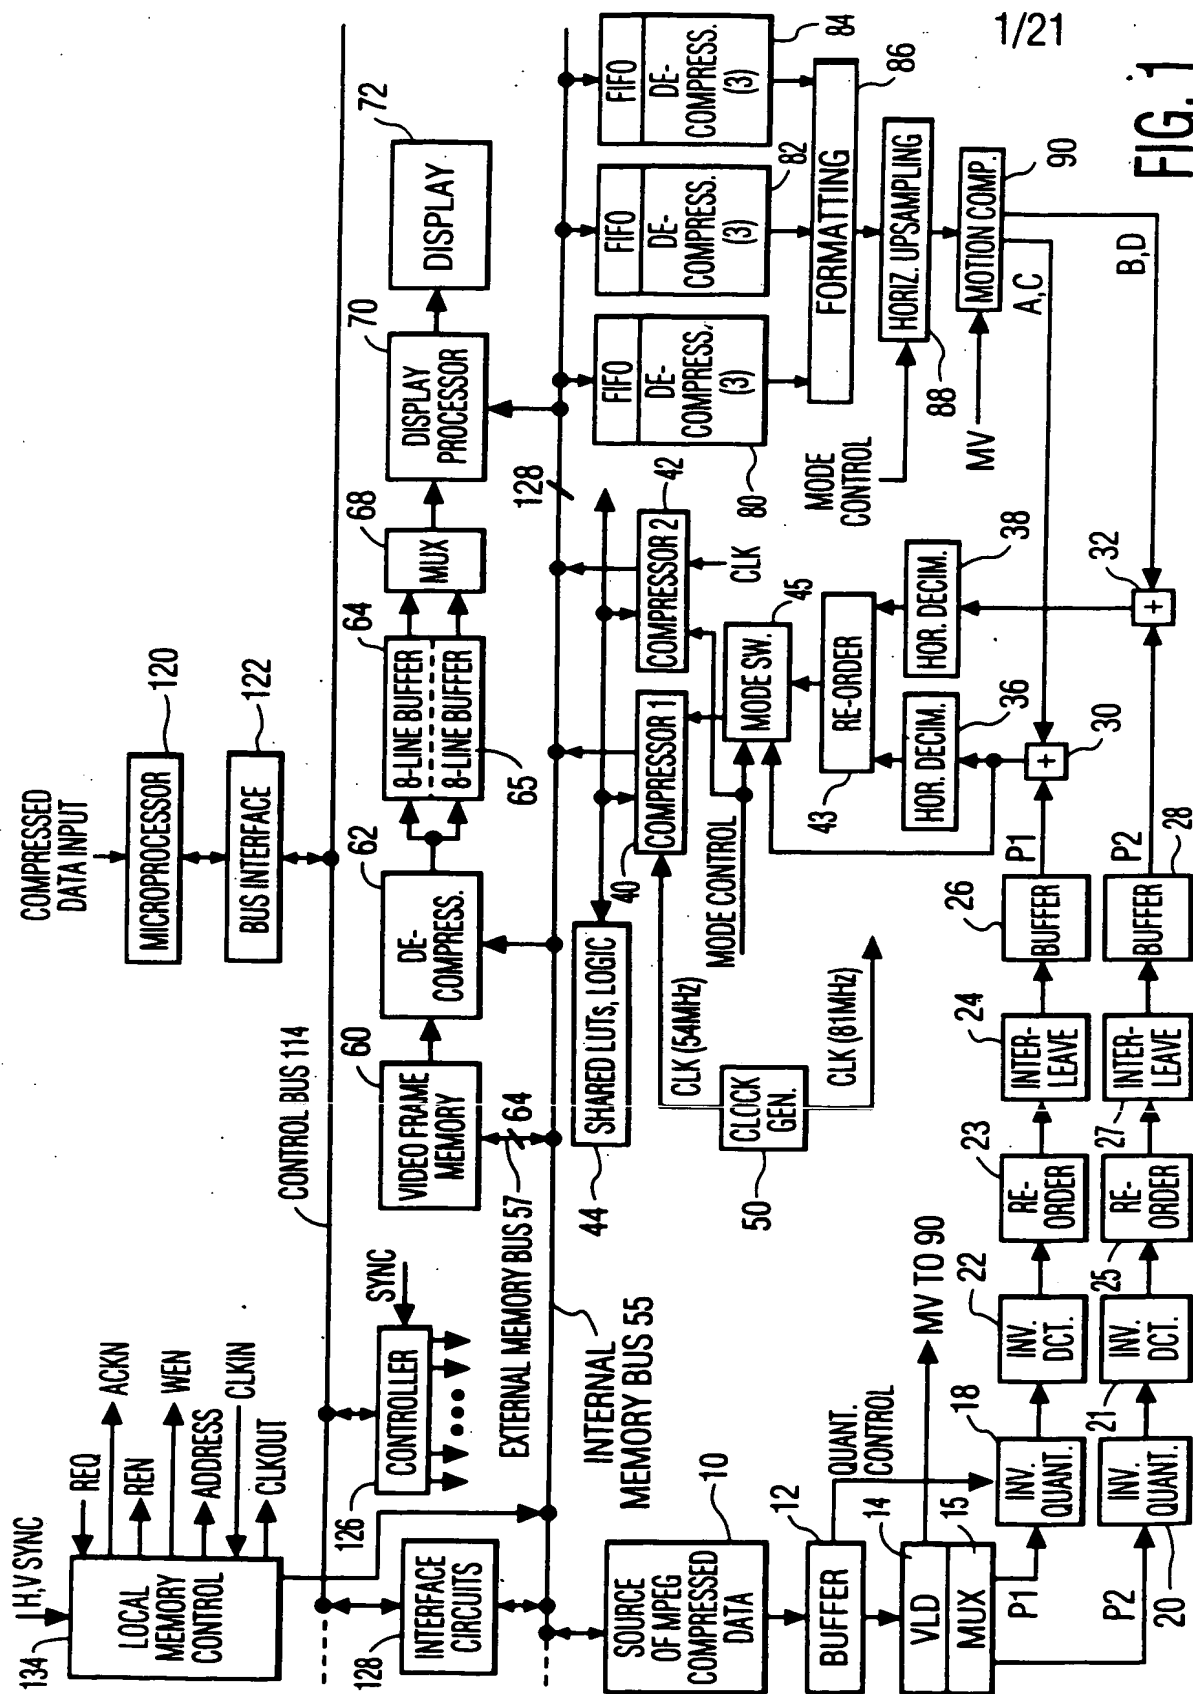 1/21
FIG. 1
COMPRESSED
DATA INPUT
MICROPROCESSOR
120
BUS INTERFACE
122
CONTROL BUS 114
H,V SYNC
134
LOCAL
MEMORY
CONTROL
REQ
ACKN
REN
WEN
ADDRESS
CLKIN
CLKOUT
SYNC
CONTROLLER
126
INTERFACE
CIRCUITS
128
VIDEO FRAME
MEMORY
60
EXTERNAL MEMORY BUS 57
64
DE-
COMPRESS.
62
8-LINE BUFFER
64
8-LINE BUFFER
65
MUX
68
DISPLAY
PROCESSOR
70
DISPLAY
72
INTERNAL
MEMORY BUS 55
128
SHARED LUTs, LOGIC
44
COMPRESSOR 1
40
COMPRESSOR 2
42
CLK
CLK (54MHz)
CLOCK
GEN.
50
CLK (81MHz)
MODE CONTROL
MODE SW.
45
RE-ORDER
43
HOR. DECIM.
36
HOR. DECIM.
38
+
30
+
32
FIFO
DE-
COMPRESS.
(3)
80
FIFO
DE-
COMPRESS.
(3)
82
FIFO
DE-
COMPRESS.
(3)
84
FORMATTING
86
MODE
CONTROL
HORIZ. UPSAMPLING
88
MV
MOTION COMP.
90
A,C
B,D
SOURCE
OF MPEG
COMPRESSED
DATA
10
BUFFER
12
QUANT.
CONTROL
VLD
14
MUX
15
MV TO 90
P1
INV.
QUANT.
18
INV.
DCT.
22
RE-
ORDER
23
INTER-
LEAVE
24
BUFFER
26
P1
P2
INV.
QUANT.
20
INV.
DCT.
21
RE-
ORDER
25
INTER-
LEAVE
27
BUFFER
28
P2